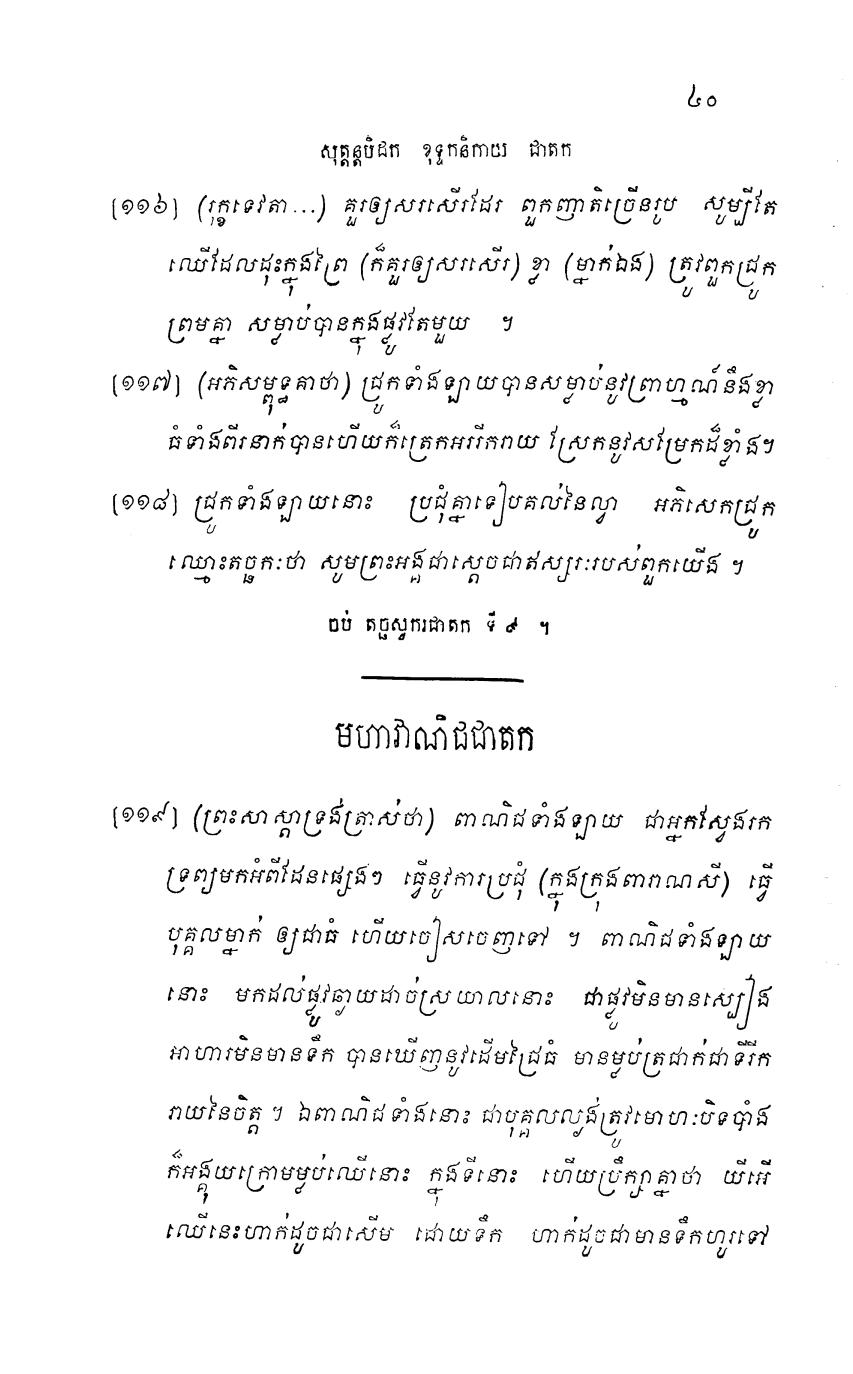 ៤០
សុត្តន្តបិដក ខុទ្ទកនិកាយ ជាតក
[១១៦] (រុក្ខទេវតា...) គួរឲ្យសរសើរដែរ ពួកញាតិច្រើនរូប សូម្បីតែ
ឈើដែលដុះក្នុងព្រៃ (ក៏គួរឲ្យសរសើរ) ខ្លា (ម្នាក់ឯង) ត្រូវពួកជ្រូក
ព្រមគ្នា សម្លាប់បានក្នុងផ្លូវតែមួយ ។
[១១៧] (អភិសម្ពុទ្ធគាថា) ជ្រូកទាំងឡាយបានសម្លាប់នូវព្រាហ្មណ៍នឹងខ្លា
ធំទាំងពីរនាក់បានហើយក៏ត្រេកអររីករាយ ស្រែកនូវសម្រែកដ៏ខ្លាំង។
[១១៨] ជ្រូកទាំងឡាយនោះ ប្រជុំគ្នាទៀបគល់នៃល្វា អភិសេកជ្រូក
ឈ្មោះតច្ឆកៈថា សូមព្រះអង្គជាស្តេចជាឥស្សរៈរបស់ពួកយើង ។
ចប់ តច្ឆសូករជាតក ទី ៩ ។
មហាវាណិជជាតក
[១១៩] (ព្រះសាស្តាទ្រង់ត្រាស់ថា) ពាណិជទាំងឡាយ ជាអ្នកស្វែងរក
ទ្រព្យមកអំពីដែនផ្សេងៗ ធ្វើនូវការប្រជុំ (ក្នុងក្រុងពារាណសី) ធ្វើ
បុគ្គលម្នាក់ ឲ្យជាធំ ហើយចៀសចេញទៅ ។ ពាណិជទាំងឡាយ
នោះ មកដល់ផ្លូវឆ្ងាយដាច់ស្រយាលនោះ ជាផ្លូវមិនមានស្បៀង
អាហារមិនមានទឹក បានឃើញនូវដើមជ្រៃធំ មានម្លប់ត្រជាក់ជាទីរីក
រាយនៃចិត្ត ។ ឯពាណិជទាំងនោះ ជាបុគ្គលល្ងង់ត្រូវមោហៈបិទបាំង
ក៏អង្គុយក្រោមម្លប់ឈើនោះ ក្នុងទីនោះ ហើយប្រឹក្សាគ្នាថា យីអើ
ឈើនេះហាក់ដូចជាសើម ដោយទឹក ហាក់ដូចជាមានទឹកហូរទៅ